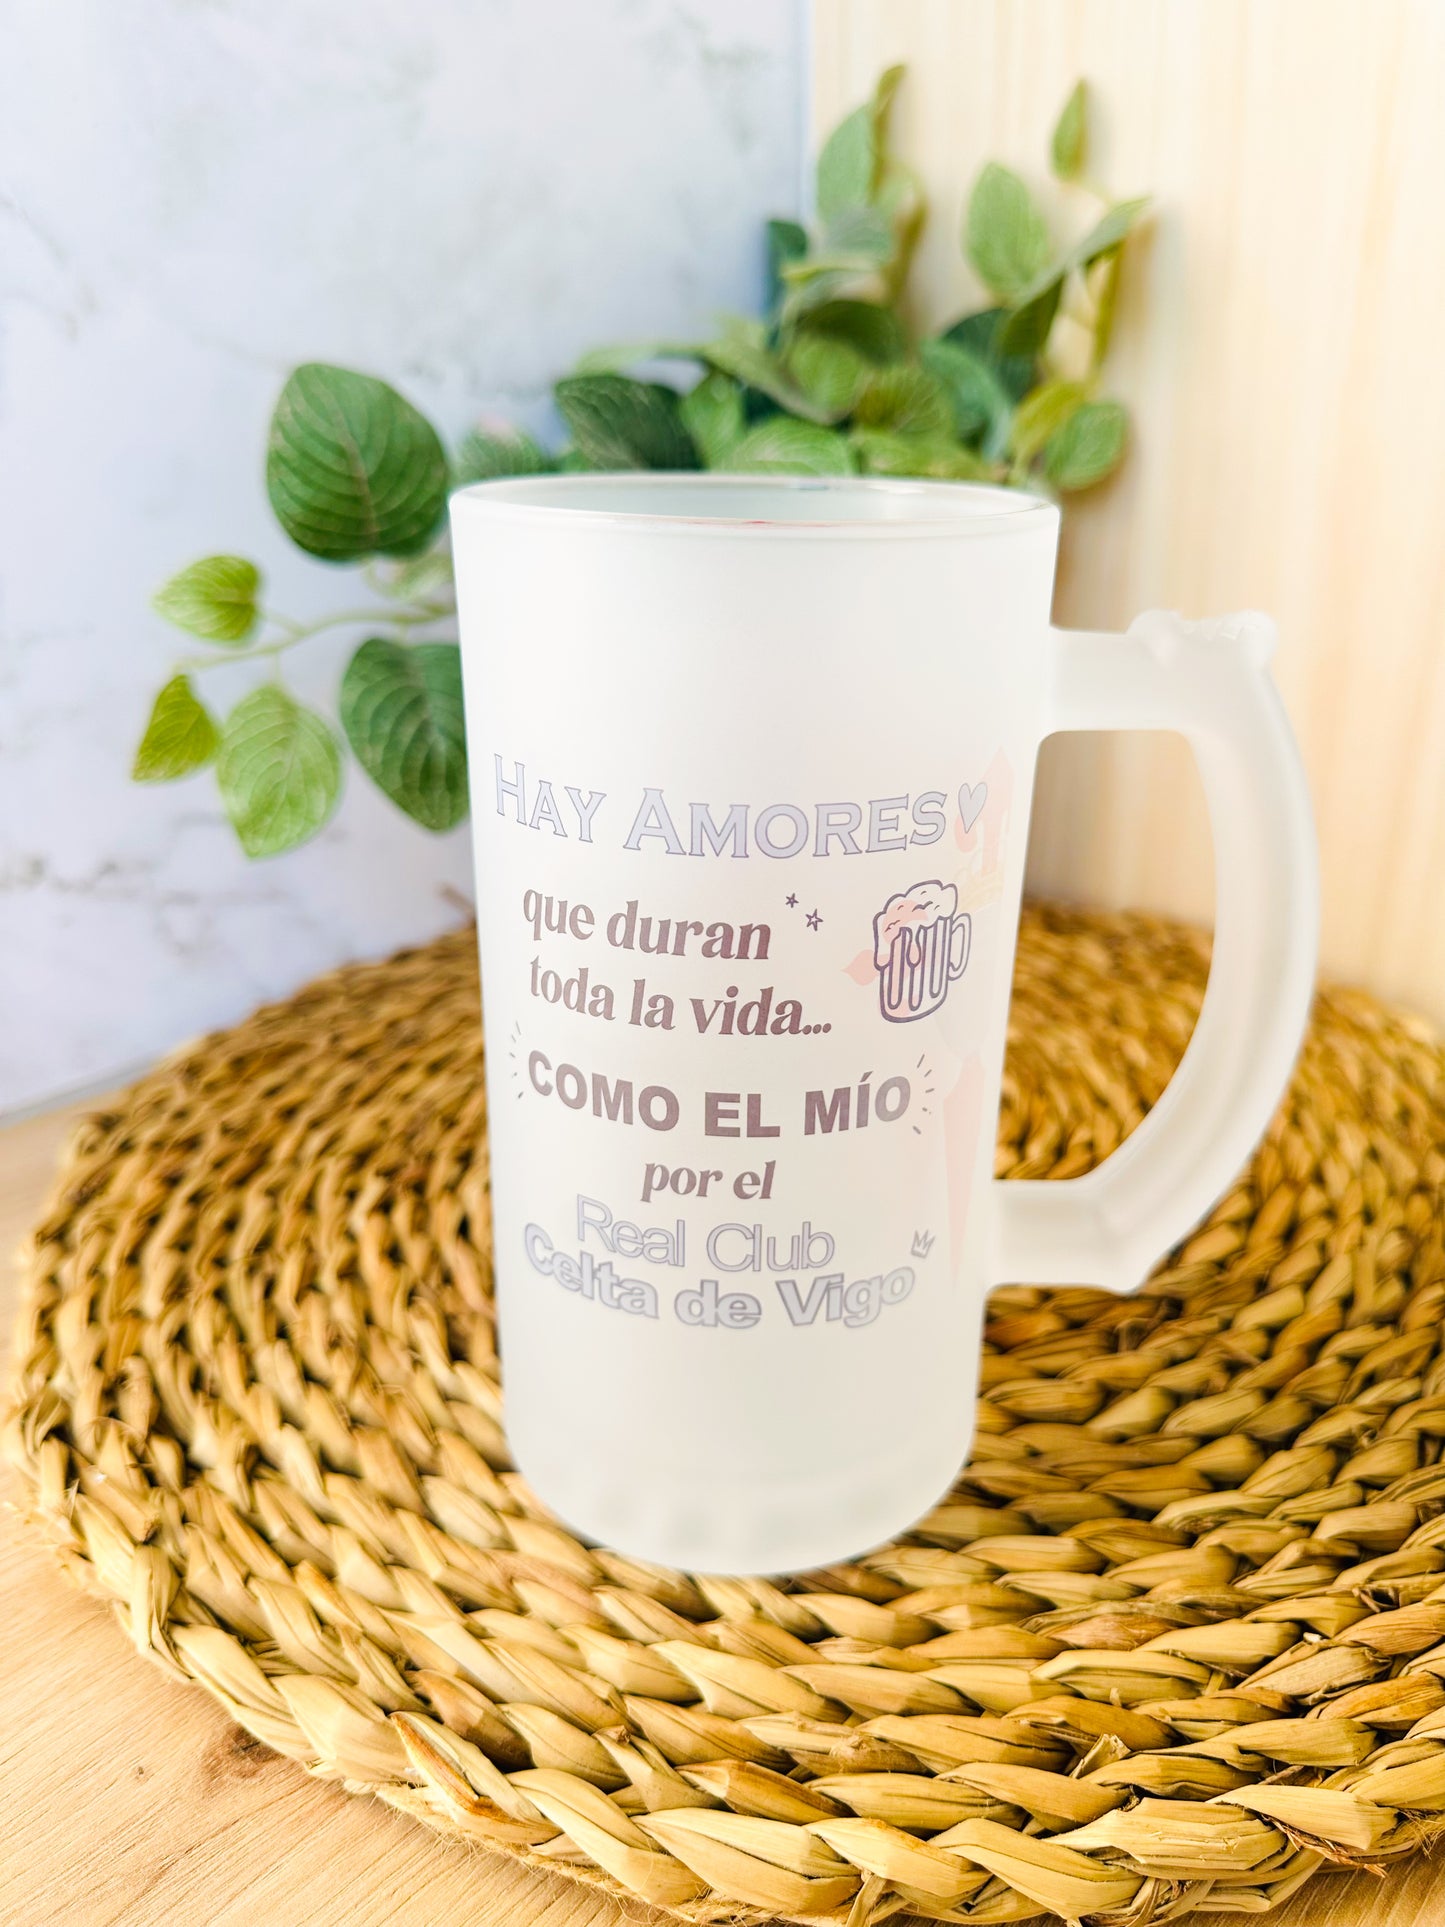 HAY AMORES
que duran
toda la vida...
COMO EL MÍO
por el
Real Club
Celta de Vigo